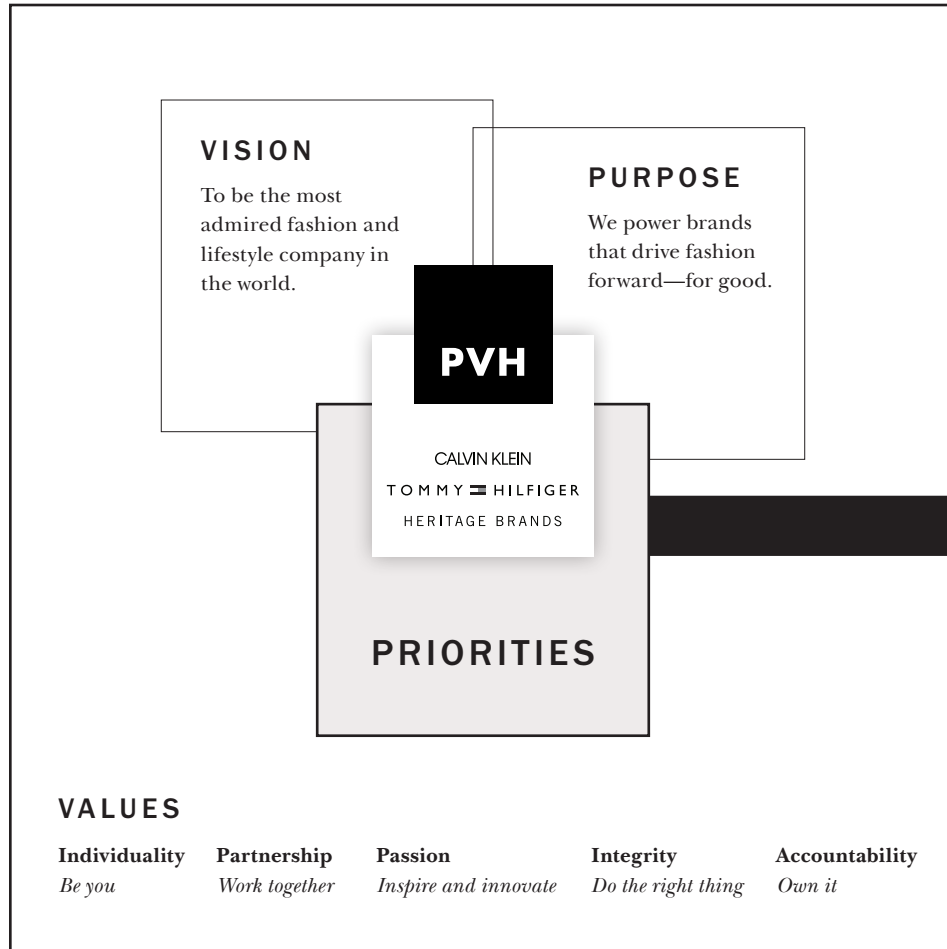 VISION
To be the most
admired fashion and
lifestyle company in
the world.
PURPOSE
We power brands
that drive fashion
forward—for good.
PVH
CALVIN KLEIN
TOMMY HILFIGER
HERITAGE BRANDS
PRIORITIES
VALUES
Individuality
Be you
Partnership
Work together
Passion
Inspire and innovate
Integrity
Do the right thing
Accountability
Own it